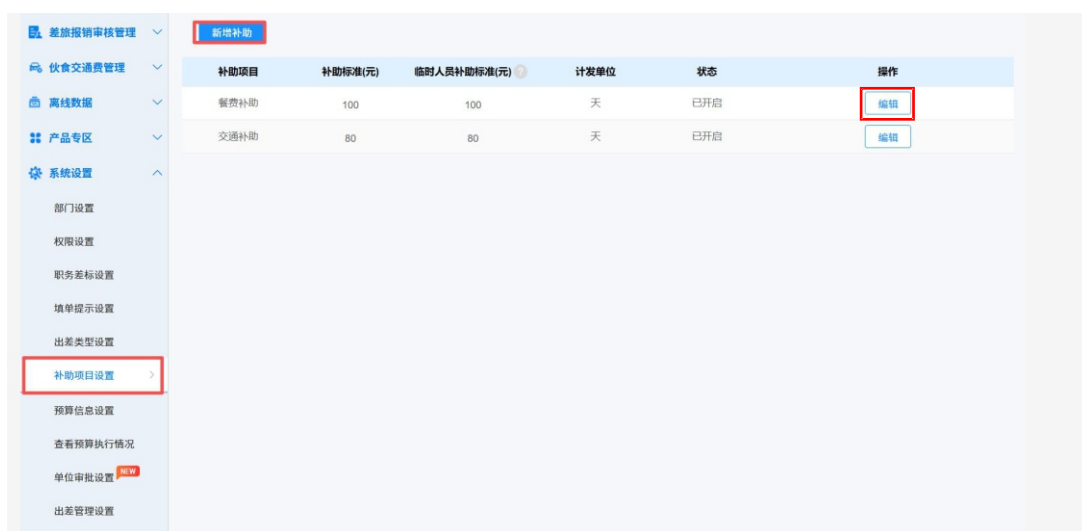 差旅报销审核管理
伙食交通费管理
离线数据
产品专区
系统设置
部门设置
权限设置
职务差标设置
填单提示设置
出差类型设置
补助项目设置
预算信息设置
查看预算执行情况
单位审批设置 NEW
出差管理设置
新增补助
补助项目 补助标准(元) 临时人员补助标准(元) ? 计发单位 状态 操作
餐费补助 100 100 天 已开启 编辑
交通补助 80 80 天 已开启 编辑